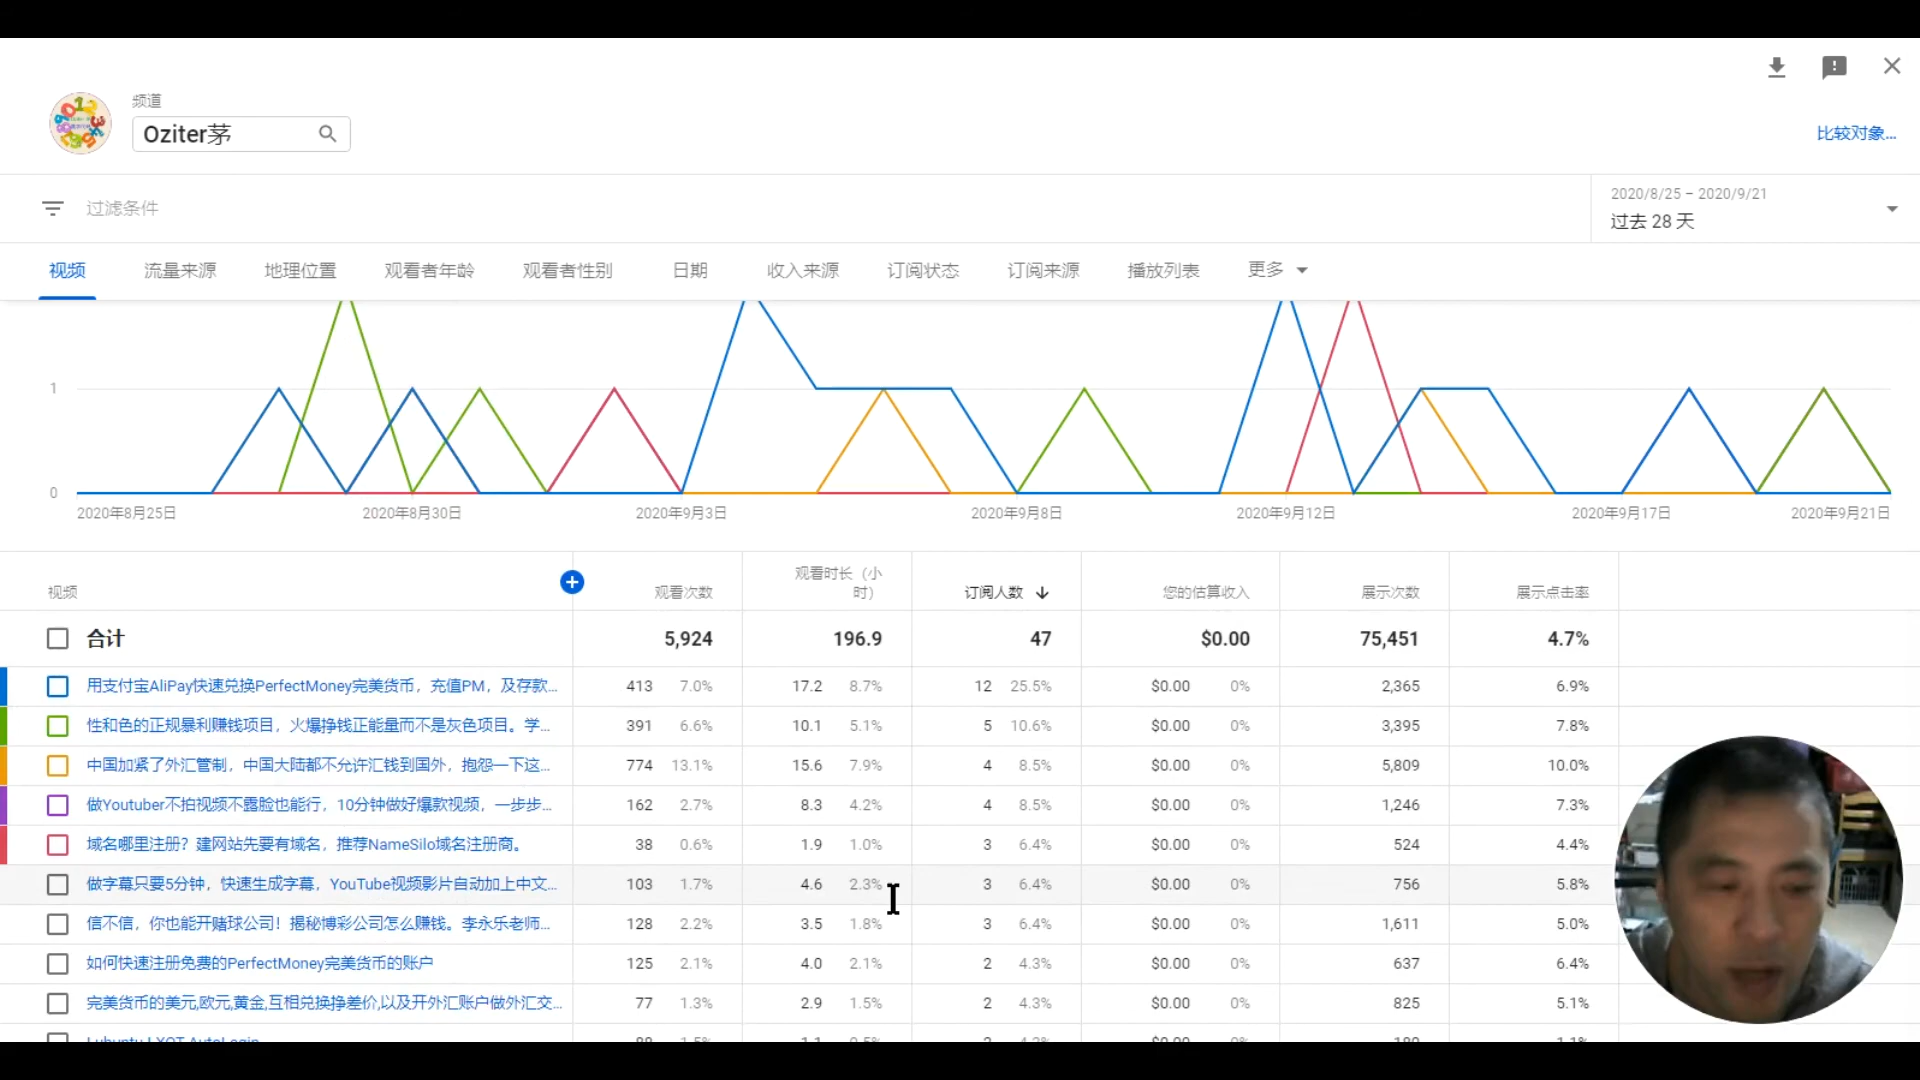 频道
Oziter茅
比较对象...
过滤条件
2020/8/25 – 2020/9/21
过去 28 天
视频 流量来源 地理位置 观看者年龄 观看者性别 日期 收入来源 订阅状态 订阅来源 播放列表 更多
1
0
2020年8月25日 2020年8月30日 2020年9月3日 2020年9月8日 2020年9月12日 2020年9月17日 2020年9月21日
视频 观看次数 观看时长（小时） 订阅人数 您的估算收入 展示次数 展示点击率
合计 5,924 196.9 47 $0.00 75,451 4.7%
用支付宝AliPay快速兑换PerfectMoney完美货币，充值PM，及存款... 413 7.0% 17.2 8.7% 12 25.5% $0.00 0% 2,365 6.9%
性和色的正规暴利赚钱项目，火爆挣钱正能量而不是灰色项目。学... 391 6.6% 10.1 5.1% 5 10.6% $0.00 0% 3,395 7.8%
中国加紧了外汇管制，中国大陆都不允许汇钱到国外，抱怨一下这... 774 13.1% 15.6 7.9% 4 8.5% $0.00 0% 5,809 10.0%
做Youtuber不拍视频不露脸也能行，10分钟做好爆款视频，一步步... 162 2.7% 8.3 4.2% 4 8.5% $0.00 0% 1,246 7.3%
域名哪里注册？建网站先要有域名，推荐NameSilo域名注册商。 38 0.6% 1.9 1.0% 3 6.4% $0.00 0% 524 4.4%
做字幕只要5分钟，快速生成字幕，YouTube视频影片自动加上中文... 103 1.7% 4.6 2.3% 3 6.4% $0.00 0% 756 5.8%
信不信，你也能开赌球公司！揭秘博彩公司怎么赚钱。李永乐老师... 128 2.2% 3.5 1.8% 3 6.4% $0.00 0% 1,611 5.0%
如何快速注册免费的PerfectMoney完美货币的账户 125 2.1% 4.0 2.1% 2 4.3% $0.00 0% 637 6.4%
完美货币的美元,欧元,黄金,互相兑换挣差价,以及开外汇账户做外汇交... 77 1.3% 2.9 1.5% 2 4.3% $0.00 0% 825 5.1%